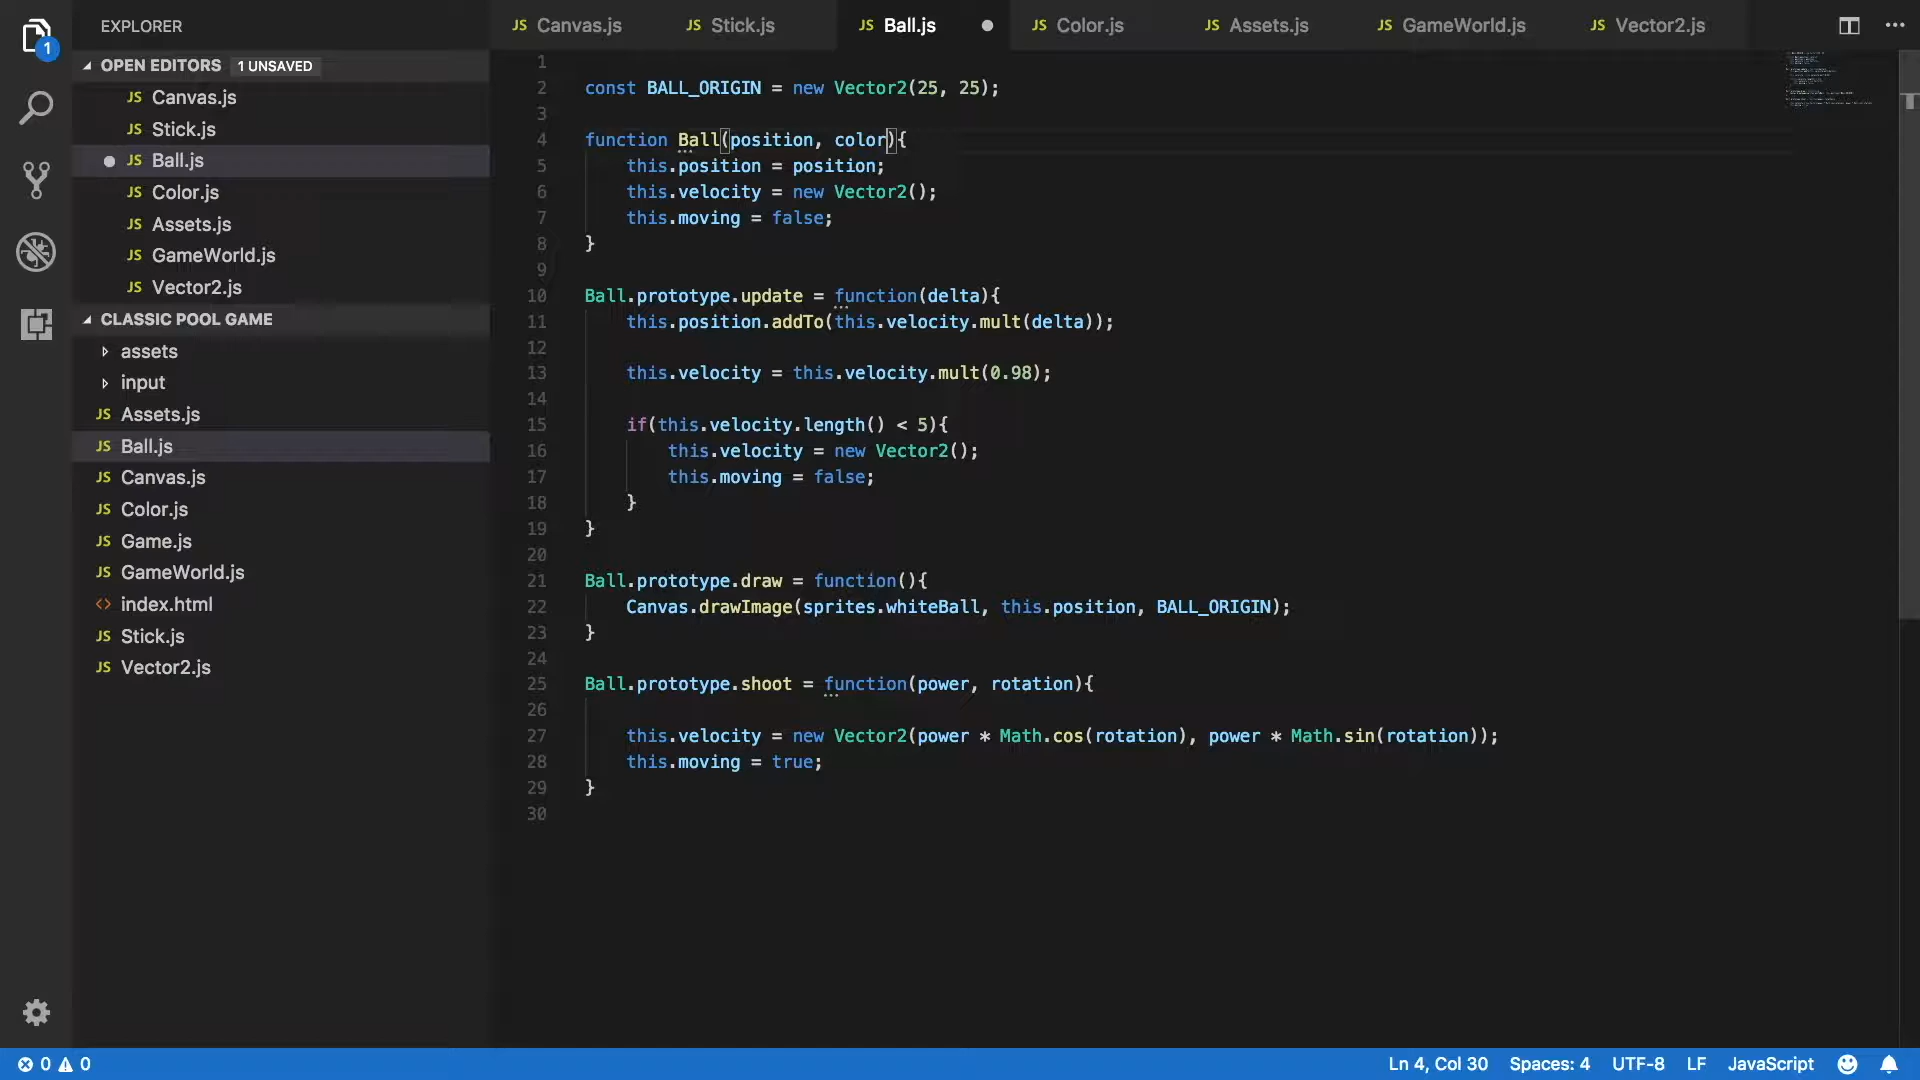 EXPLORER
1
OPEN EDITORS 1 UNSAVED
JS Canvas.js
JS Stick.js
JS Ball.js
JS Color.js
JS Assets.js
JS GameWorld.js
JS Vector2.js
CLASSIC POOL GAME
assets
input
JS Assets.js
JS Ball.js
JS Canvas.js
JS Color.js
JS Game.js
JS GameWorld.js
<> index.html
JS Stick.js
JS Vector2.js
JS Canvas.js JS Stick.js JS Ball.js JS Color.js JS Assets.js JS GameWorld.js JS Vector2.js
1
2 const BALL_ORIGIN = new Vector2(25, 25);
3
4 function Ball(position, color){
5 this.position = position;
6 this.velocity = new Vector2();
7 this.moving = false;
8 }
9
10 Ball.prototype.update = function(delta){
11 this.position.addTo(this.velocity.mult(delta));
12
13 this.velocity = this.velocity.mult(0.98);
14
15 if(this.velocity.length() < 5){
16 this.velocity = new Vector2();
17 this.moving = false;
18 }
19 }
20
21 Ball.prototype.draw = function(){
22 Canvas.drawImage(sprites.whiteBall, this.position, BALL_ORIGIN);
23 }
24
25 Ball.prototype.shoot = function(power, rotation){
26
27 this.velocity = new Vector2(power * Math.cos(rotation), power * Math.sin(rotation));
28 this.moving = true;
29 }
30
0 0 Ln 4, Col 30 Spaces: 4 UTF-8 LF JavaScript